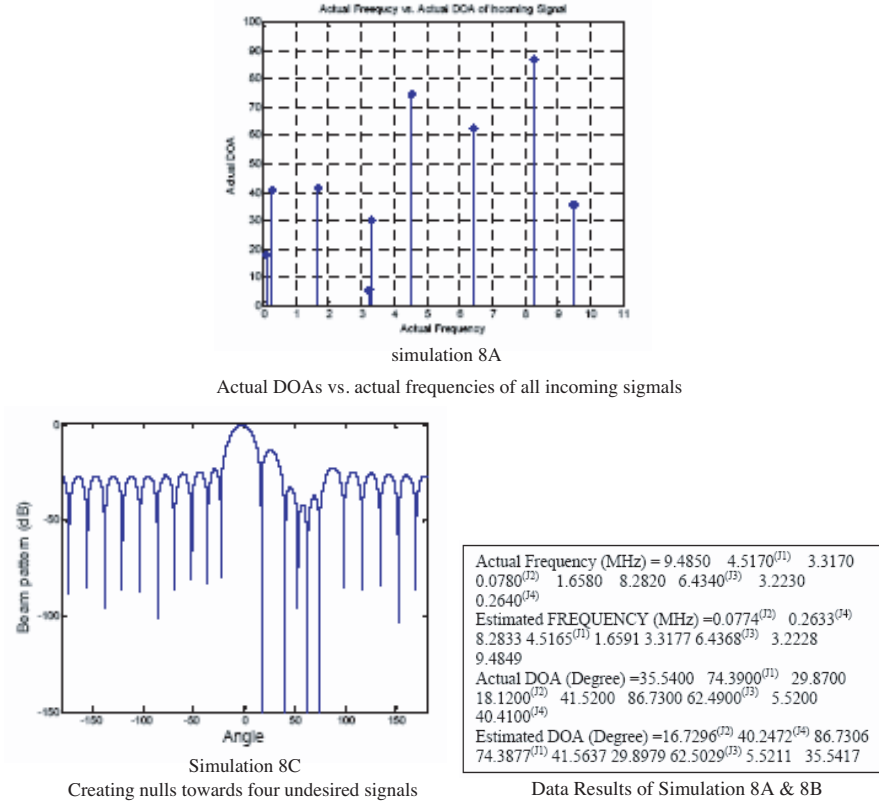 Actual Freequcy vs. Actual DOA of Incoming Signal
100
90
80
70
60
50
40
30
20
10
0
Actual DOA
0 1 2 3 4 5 6 7 8 9 10 11
Actual Frequency
simulation 8A
Actual DOAs vs. actual frequencies of all incoming sigmals
0
-50
-100
-150
Beam pattern (dB)
-150 -100 -50 0 50 100 150
Angle
Simulation 8C
Creating nulls towards four undesired signals
Actual Frequency (MHz) = 9.4850 4.5170(J1) 3.3170
0.0780(J2) 1.6580 8.2820 6.4340(J3) 3.2230
0.2640(J4)
Estimated FREQUENCY (MHz) =0.0774(J2) 0.2633(J4)
8.2833 4.5165(J1) 1.6591 3.3177 6.4368(J3) 3.2228
9.4849
Actual DOA (Degree) =35.5400 74.3900(J1) 29.8700
18.1200(J2) 41.5200 86.7300 62.4900(J3) 5.5200
40.4100(J4)
Estimated DOA (Degree) =16.7296(J2) 40.2472(J4) 86.7306
74.3877(J1) 41.5637 29.8979 62.5029(J3) 5.5211 35.5417
Data Results of Simulation 8A & 8B